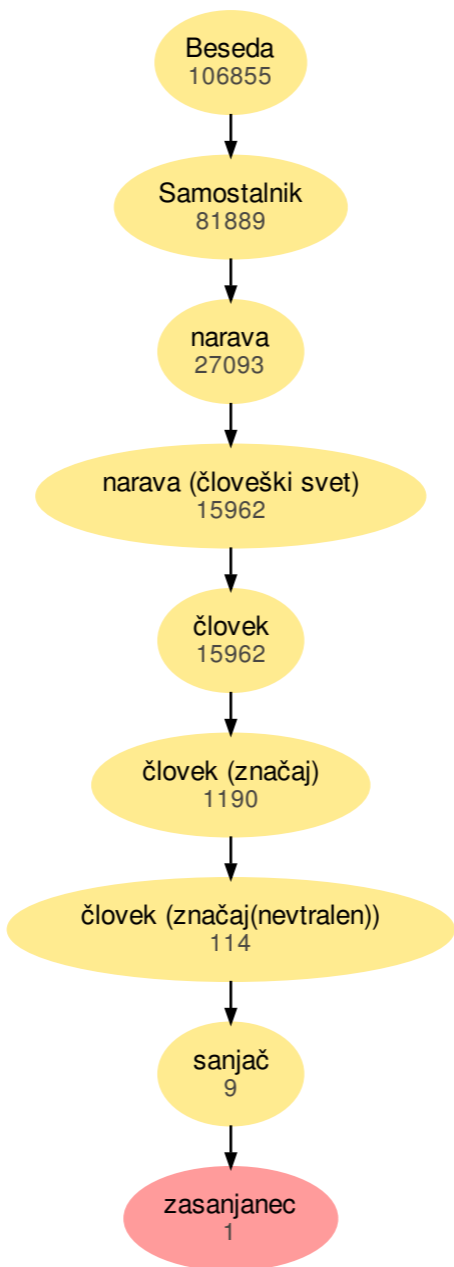 Beseda
106855
Samostalnik
81889
narava
27093
narava (človeški svet)
15962
človek
15962
človek (značaj)
1190
človek (značaj(nevtralen))
114
sanjač
9
zasanjanec
1